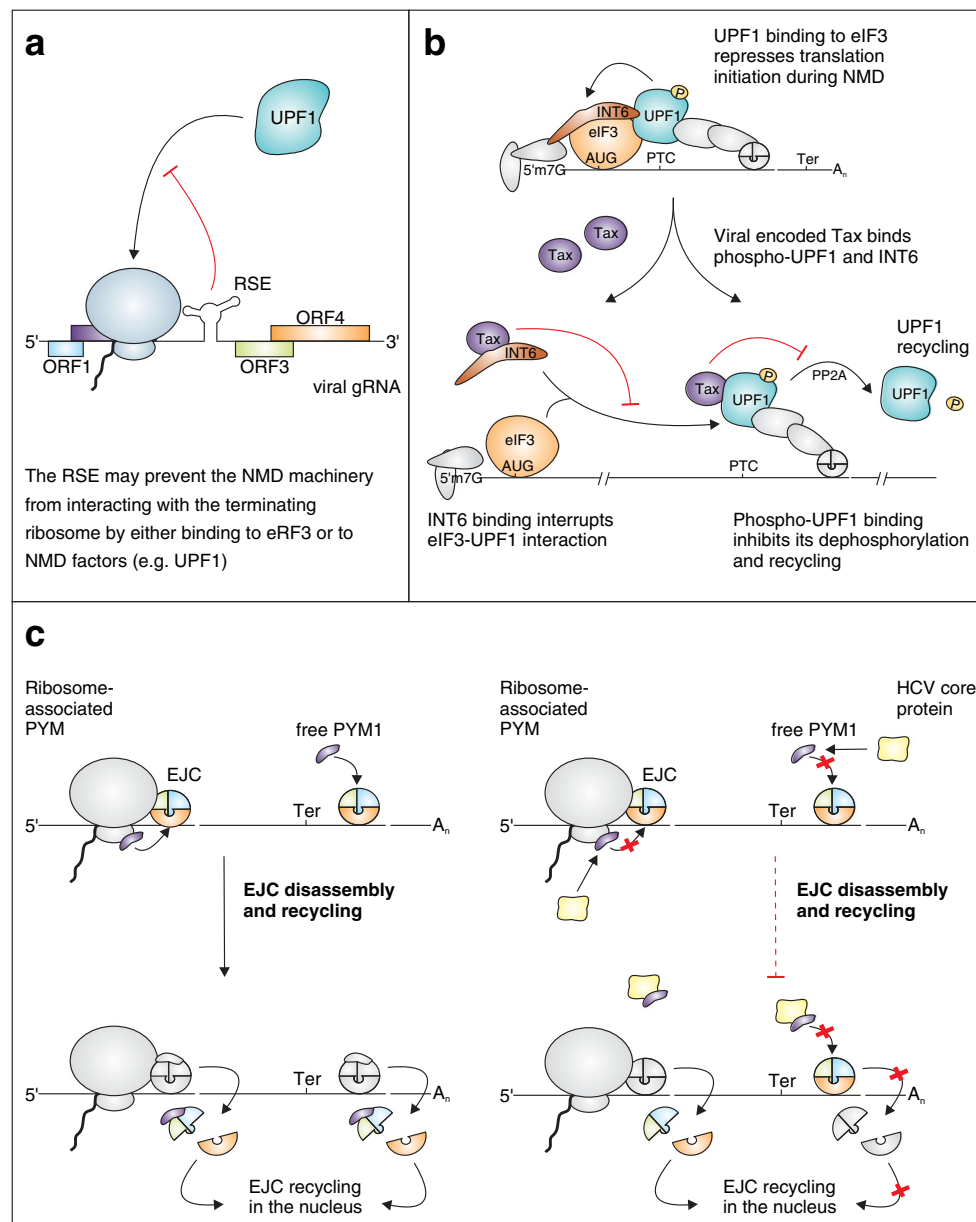 a
UPF1
RSE
ORF4
5'
3'
ORF1
ORF3
viral gRNA
The RSE may prevent the NMD machinery
from interacting with the terminating
ribosome by either binding to eRF3 or to
NMD factors (e.g. UPF1)
b
UPF1 binding to eIF3
represses translation
initiation during NMD
P
INT6
UPF1
eIF3
5'm7G
AUG
PTC
Ter
An
Tax
Tax
Viral encoded Tax binds
phospho-UPF1 and INT6
Tax
INT6
Tax
P
UPF1
PP2A
UPF1
recycling
UPF1
P
eIF3
5'm7G
AUG
PTC
INT6 binding interrupts
eIF3-UPF1 interaction
Phospho-UPF1 binding
inhibits its dephosphorylation
and recycling
c
Ribosome-
associated
PYM
free PYM1
EJC
5'
Ter
An
EJC disassembly
and recycling
5'
Ter
An
EJC recycling
in the nucleus
Ribosome-
associated
PYM
HCV core
protein
free PYM1
EJC
5'
Ter
An
EJC disassembly
and recycling
5'
Ter
An
EJC recycling
in the nucleus